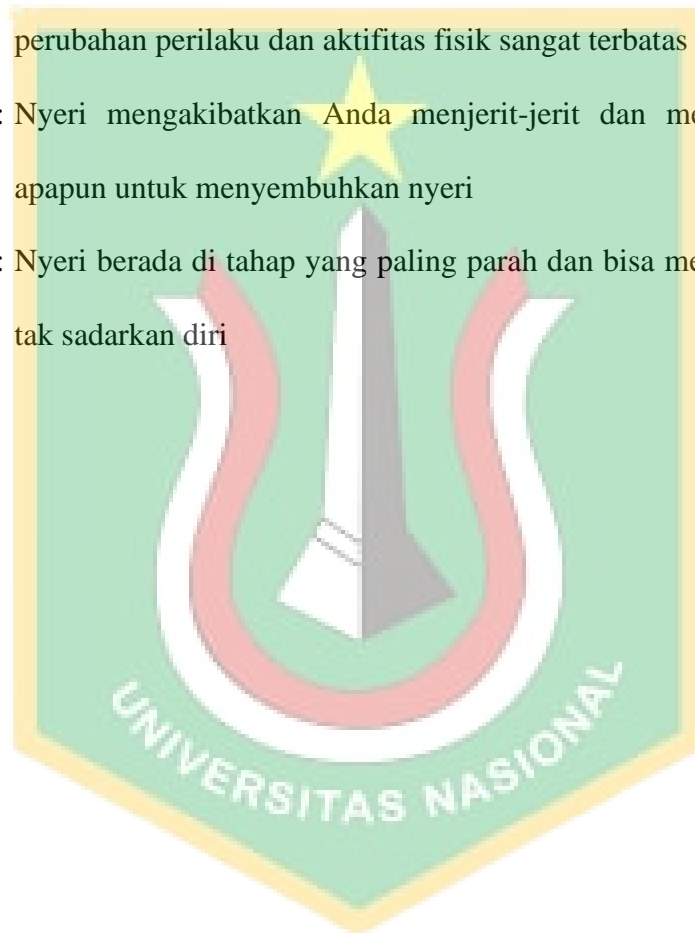 perubahan perilaku dan aktifitas fisik sangat terbatas
: Nyeri mengakibatkan Anda menjerit-jerit dan me
apapun untuk menyembuhkan nyeri
: Nyeri berada di tahap yang paling parah dan bisa me
tak sadarkan diri
UNIVERSITAS NASIONAL